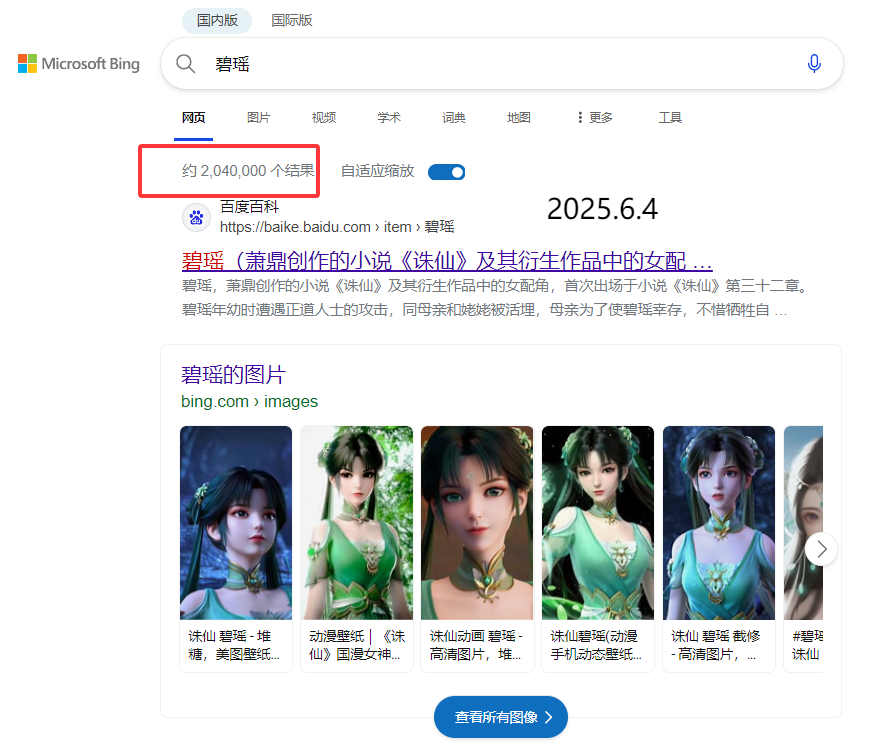 国内版 国际版
Microsoft Bing
碧瑶
网页 图片 视频 学术 词典 地图 更多 工具
约 2,040,000 个结果 自适应缩放
百度百科
https://baike.baidu.com › item › 碧瑶
2025.6.4
碧瑶（萧鼎创作的小说《诛仙》及其衍生作品中的女配 ...
碧瑶，萧鼎创作的小说《诛仙》及其衍生作品中的女配角，首次出场于小说《诛仙》第三十二章。
碧瑶年幼时遭遇正道人士的攻击，同母亲和姥姥被活埋，母亲为了使碧瑶幸存，不惜牺牲自 ...
碧瑶的图片
bing.com › images
诛仙 碧瑶 - 堆
糖，美图壁纸...
动漫壁纸｜《诛
仙》国漫女神...
诛仙动画 碧瑶 -
高清图片，堆...
诛仙碧瑶(动漫
手机动态壁纸...
诛仙 碧瑶 截修
- 高清图片，...
#碧瑶
诛仙
查看所有图像